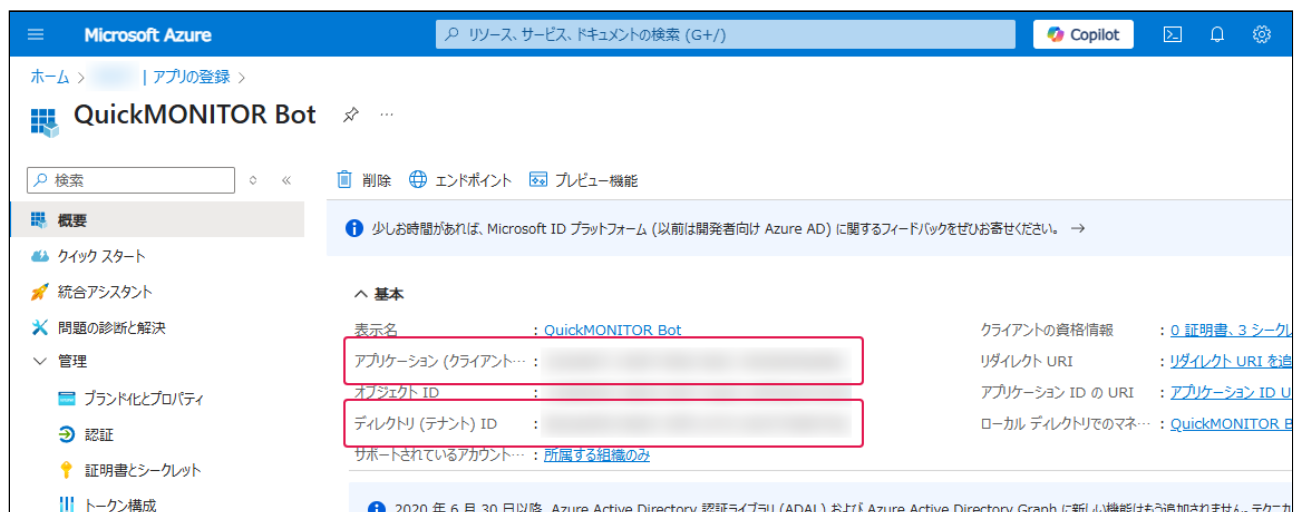 Microsoft Azure
リソース、サービス、ドキュメントの検索 (G+/)
Copilot
ホーム > | アプリの登録 >
QuickMONITOR Bot
検索
削除 エンドポイント プレビュー機能
概要
少しお時間があれば、Microsoft ID プラットフォーム (以前は開発者向け Azure AD) に関するフィードバックをぜひお寄せください。 →
クイック スタート
統合アシスタント
問題の診断と解決
管理
ブランド化とプロパティ
認証
証明書とシークレット
トークン構成
基本
表示名 : QuickMONITOR Bot
アプリケーション (クライアント… :
オブジェクト ID :
ディレクトリ (テナント) ID :
サポートされているアカウント… : 所属する組織のみ
クライアントの資格情報 : 0 証明書、3 シークレ
リダイレクト URI : リダイレクト URI を追
アプリケーション ID の URI : アプリケーション ID U
ローカル ディレクトリでのマネ… : QuickMONITOR B
2020 年 6 月 30 日以降、Azure Active Directory 認証ライブラリ (ADAL) および Azure Active Directory Graph に新しい機能はもう追加されません。テクニカ